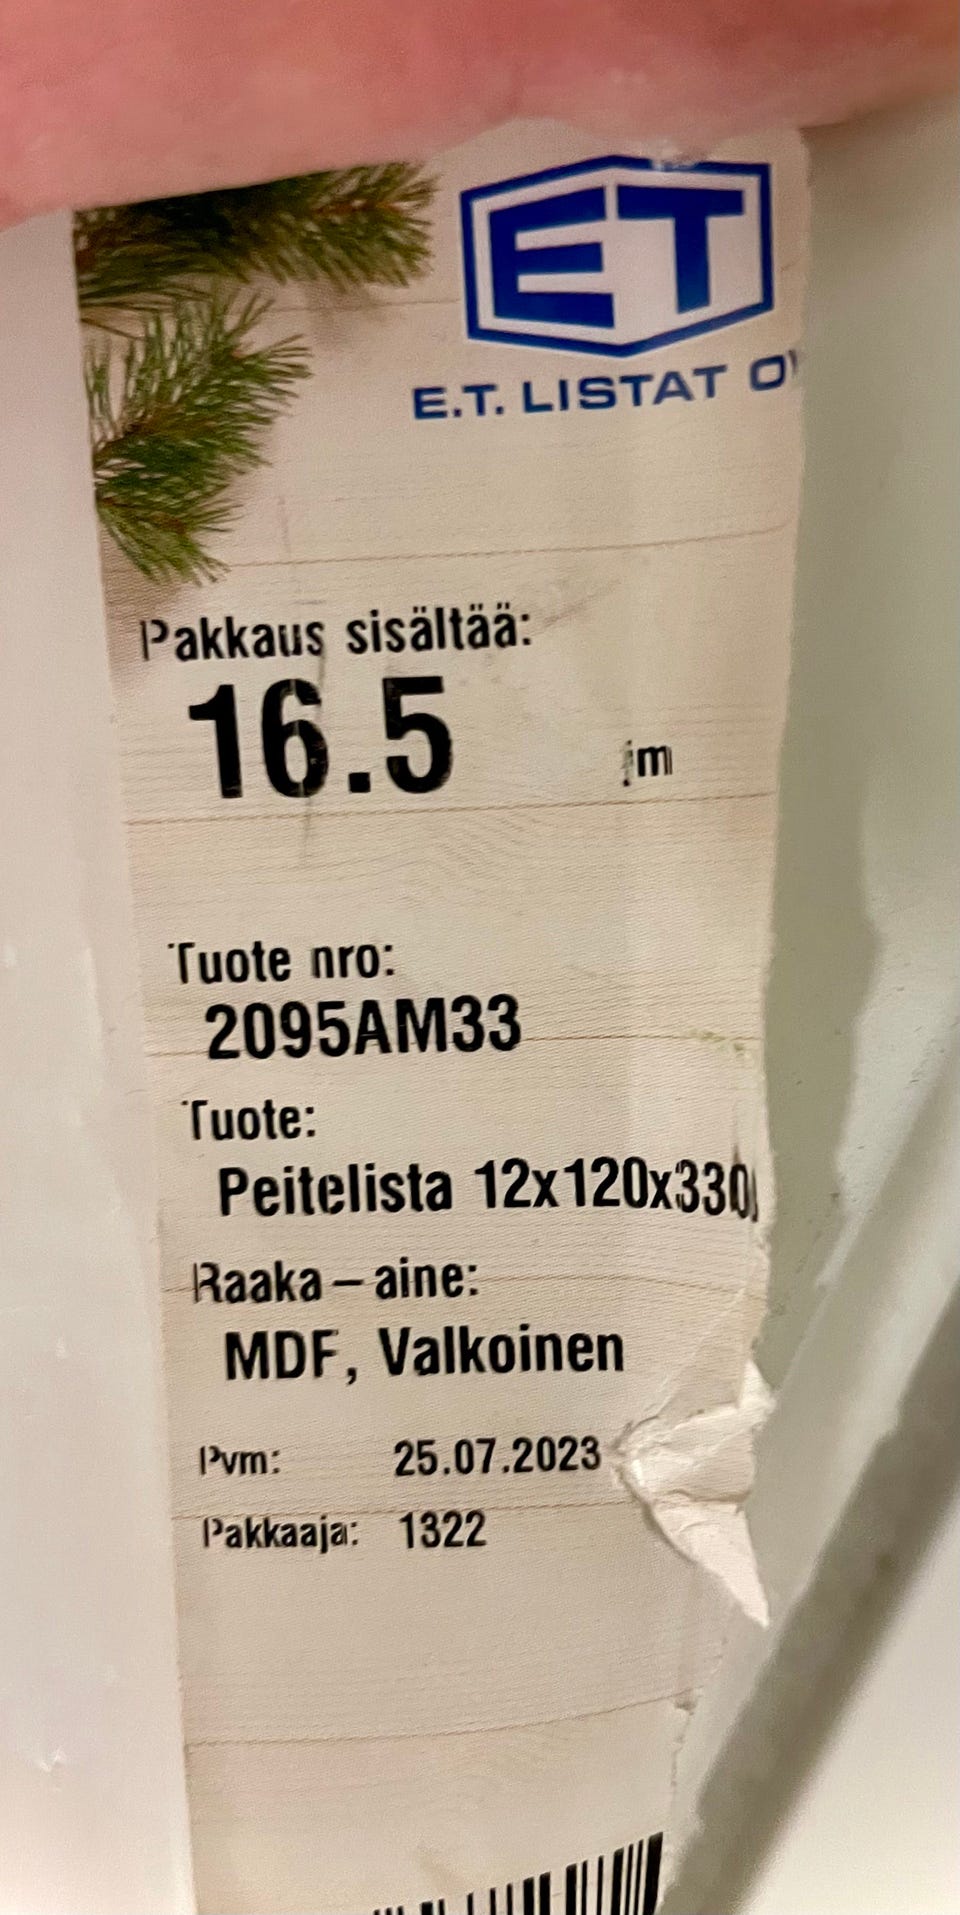 ET
E.T. LISTAT OY
Pakkaus sisältää:
16.5 jm
Tuote nro:
2095AM33
Tuote:
Peitelista 12x120x330
Raaka-aine:
MDF, Valkoinen
Pvm: 25.07.2023
Pakkaaja: 1322